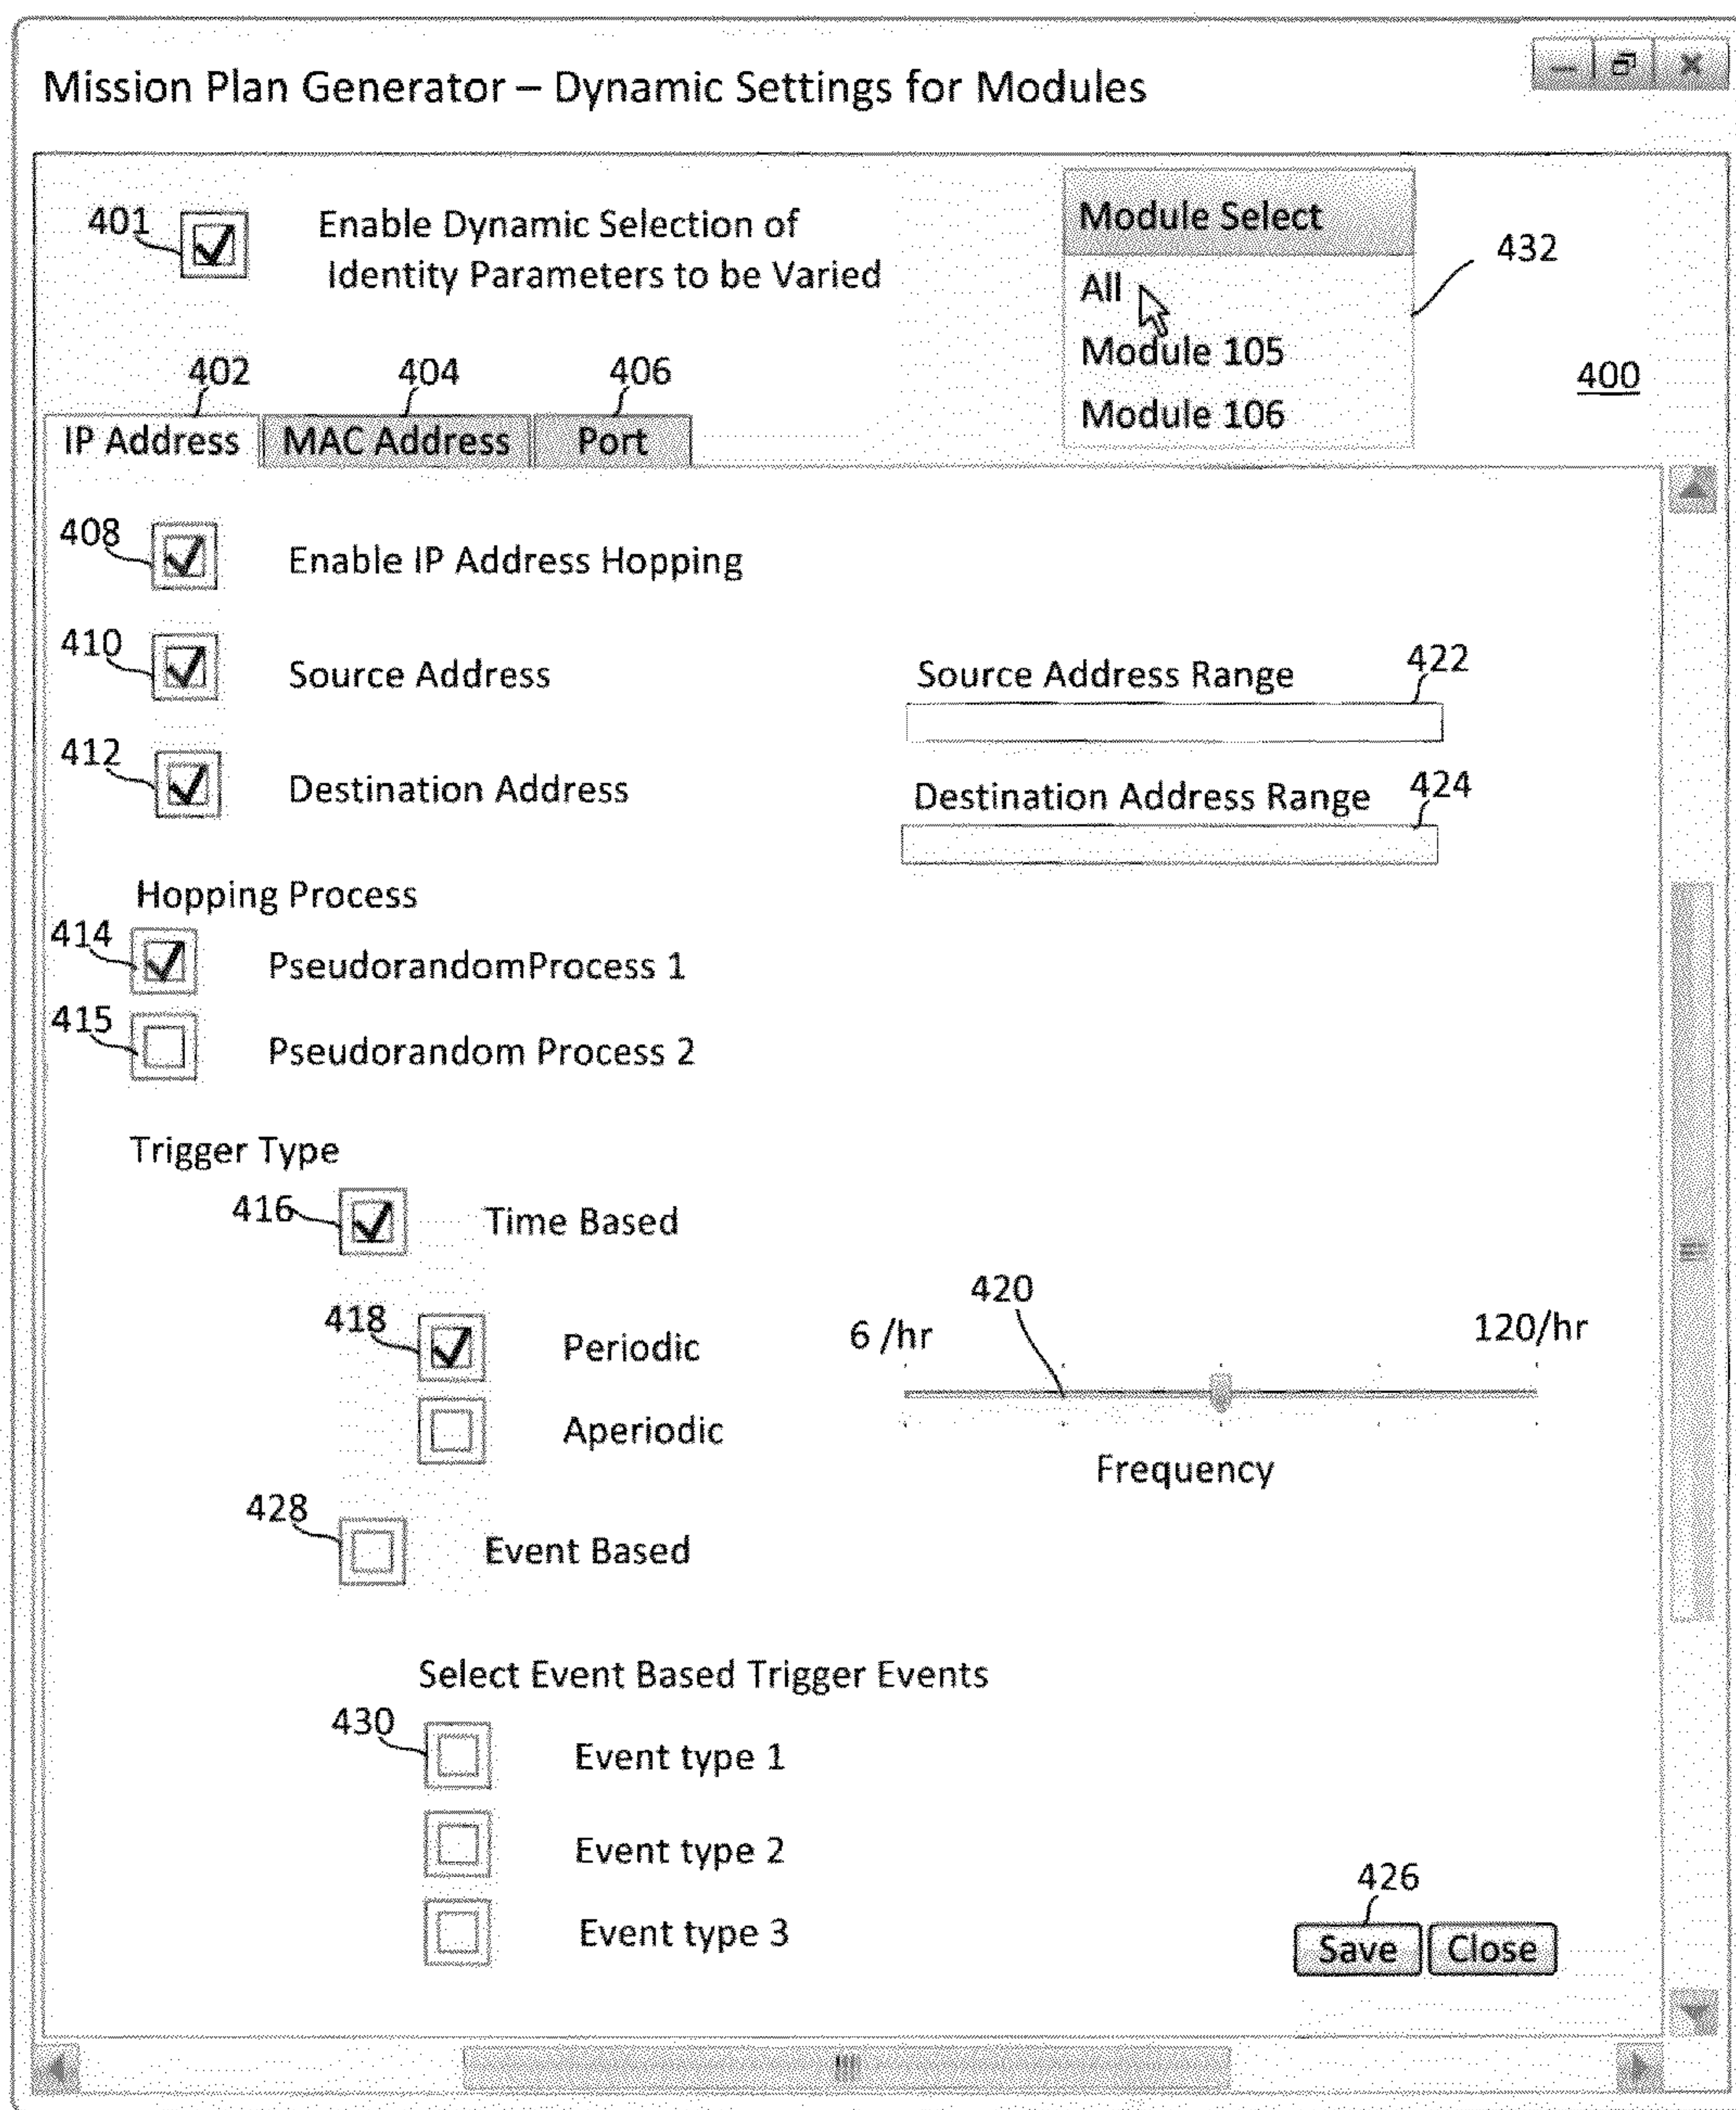 Mission Plan Generator – Dynamic Settings for Modules
401
Enable Dynamic Selection of
Identity Parameters to be Varied
Module Select
All
Module 105
Module 106
432
400
402
404
406
IP Address
MAC Address
Port
408
Enable IP Address Hopping
410
Source Address
Source Address Range
422
412
Destination Address
Destination Address Range
424
Hopping Process
414
PseudorandomProcess 1
415
Pseudorandom Process 2
Trigger Type
416
Time Based
418
Periodic
420
6 /hr
120/hr
Aperiodic
Frequency
428
Event Based
Select Event Based Trigger Events
430
Event type 1
Event type 2
Event type 3
426
Save
Close